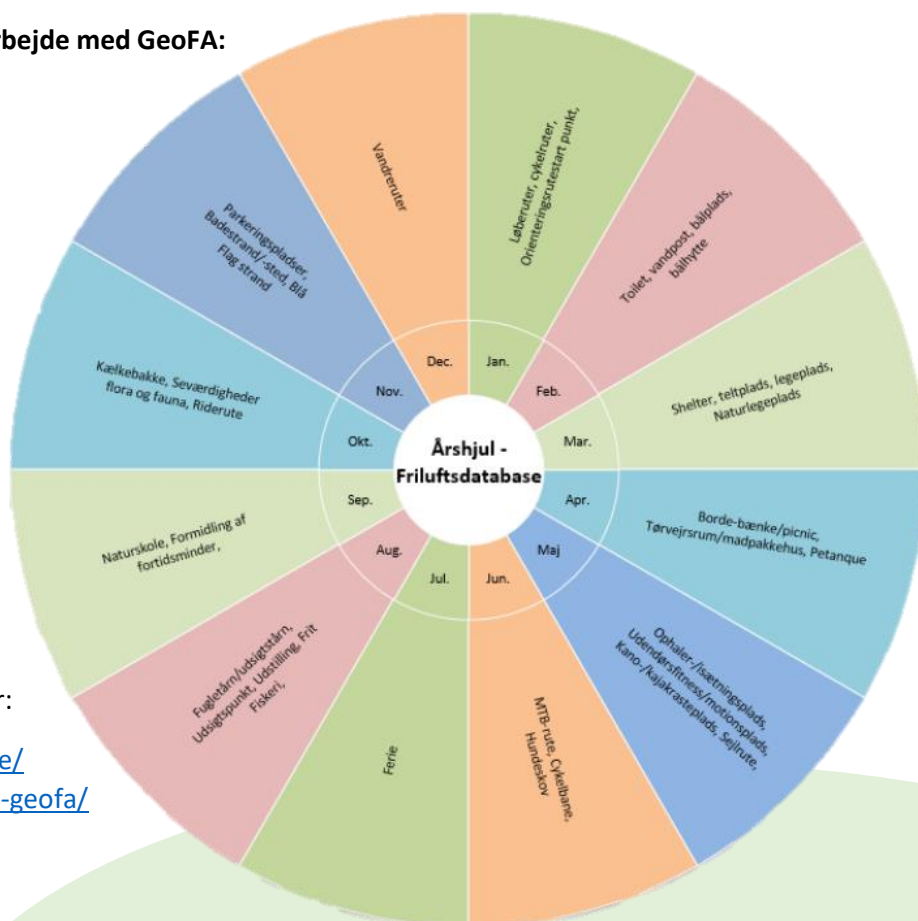 rbejde med GeoFA:
Årshjul -
Friluftsdatabase
Jan.
Løberuter, cykelruter,
Orienteringsrutestart punkt,
Feb.
Toilet, vandpost, bålplads,
bålhytte
Mar.
Shelter, teltplads, legeplads,
Naturlegeplads
Apr.
Borde-bænke/picnic,
Tørvejrsrum/madpakkehus, Petanque
Maj
Ophaler-/isætningplads,
Udendørsfitness/motionsplads,
Kano-/kajakrasteplads, Sejlrute,
Jun.
MTB-rute, Cykelbane,
Hundeskov
Jul.
Ferie
Aug.
Fugletårn/udsigtstårn,
Udsigtspunkt, Udstilling, Frit
Fiskeri,
Sep.
Naturskole, Formidling af
fortidsminder,
Okt.
Kælkebakke, Seværdigheder
flora og fauna, Riderute
Nov.
Parkeringspladser,
Badestrand/-sted, Blå
Flag strand
Dec.
Vandreruter
r:
e/
-geofa/